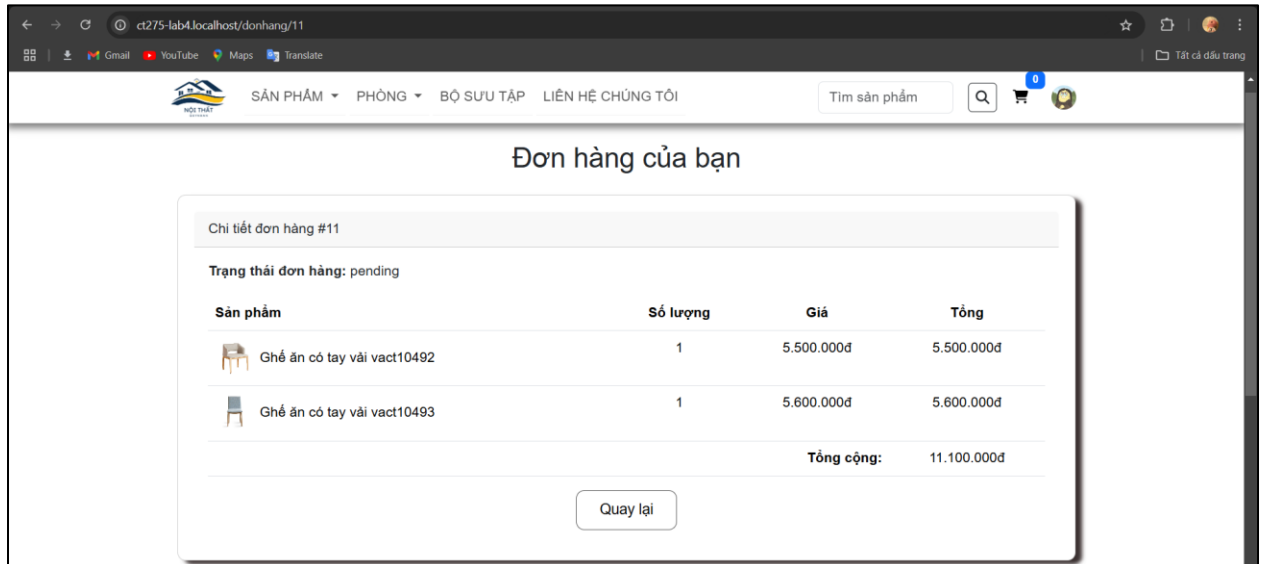 ct275-lab4.localhost/donhang/11
Gmail YouTube Maps Translate Tất cả dấu trang
NỘI THẤT
SẢN PHẨM PHÒNG BỘ SƯU TẬP LIÊN HỆ CHÚNG TÔI Tìm sản phẩm 0
Đơn hàng của bạn
Chi tiết đơn hàng #11
Trạng thái đơn hàng: pending
Sản phẩm Số lượng Giá Tổng
Ghế ăn có tay vải vact10492 1 5.500.000đ 5.500.000đ
Ghế ăn có tay vải vact10493 1 5.600.000đ 5.600.000đ
Tổng cộng: 11.100.000đ
Quay lại